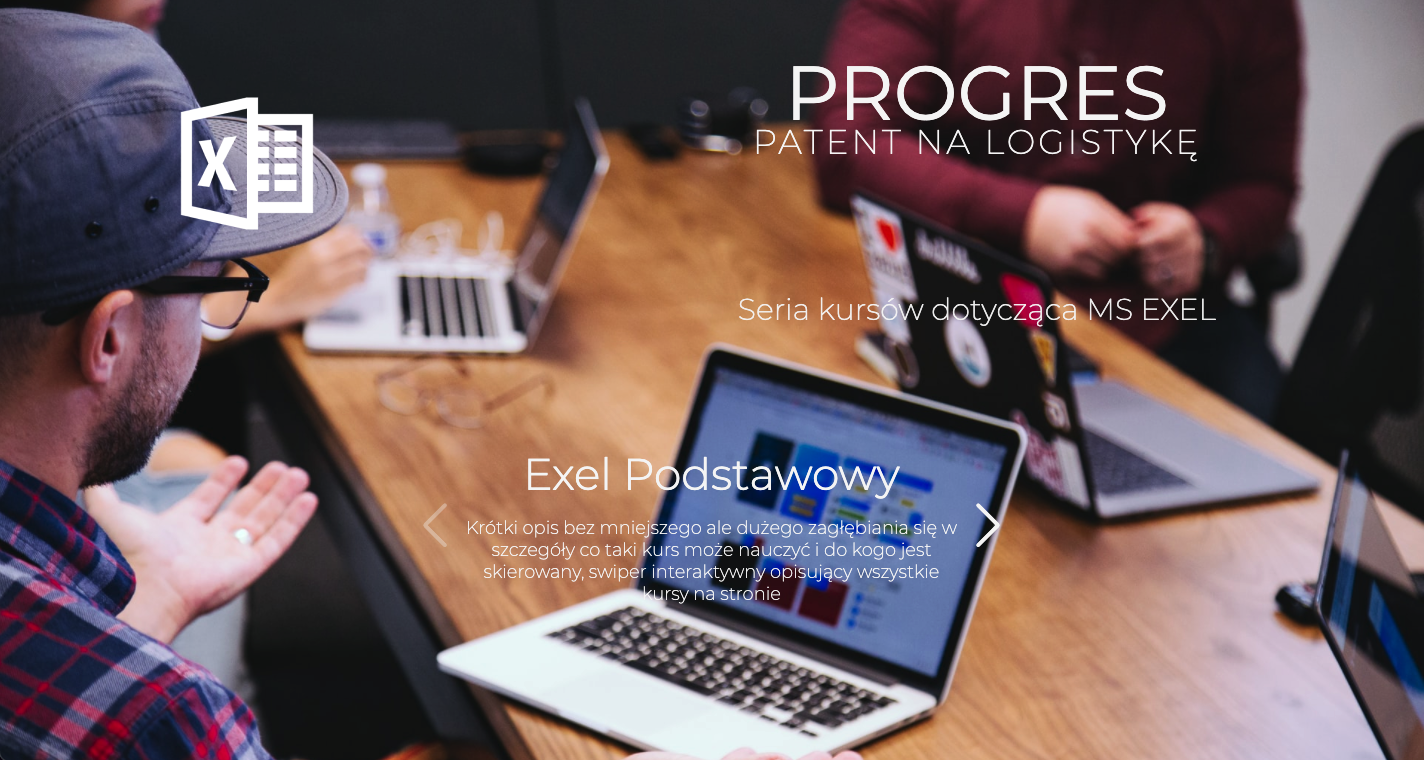 PROGRES
PATENT NA LOGISTYKĘ
X
Seria kursów dotycząca MS EXEL
Exel Podstawowy
Krótki opis bez mniejszego ale dużego zagłębiania się w
szczegóły co taki kurs może nauczyć i do kogo jest
skierowany, swiper interaktywny opisujący wszystkie
kursy na stronie